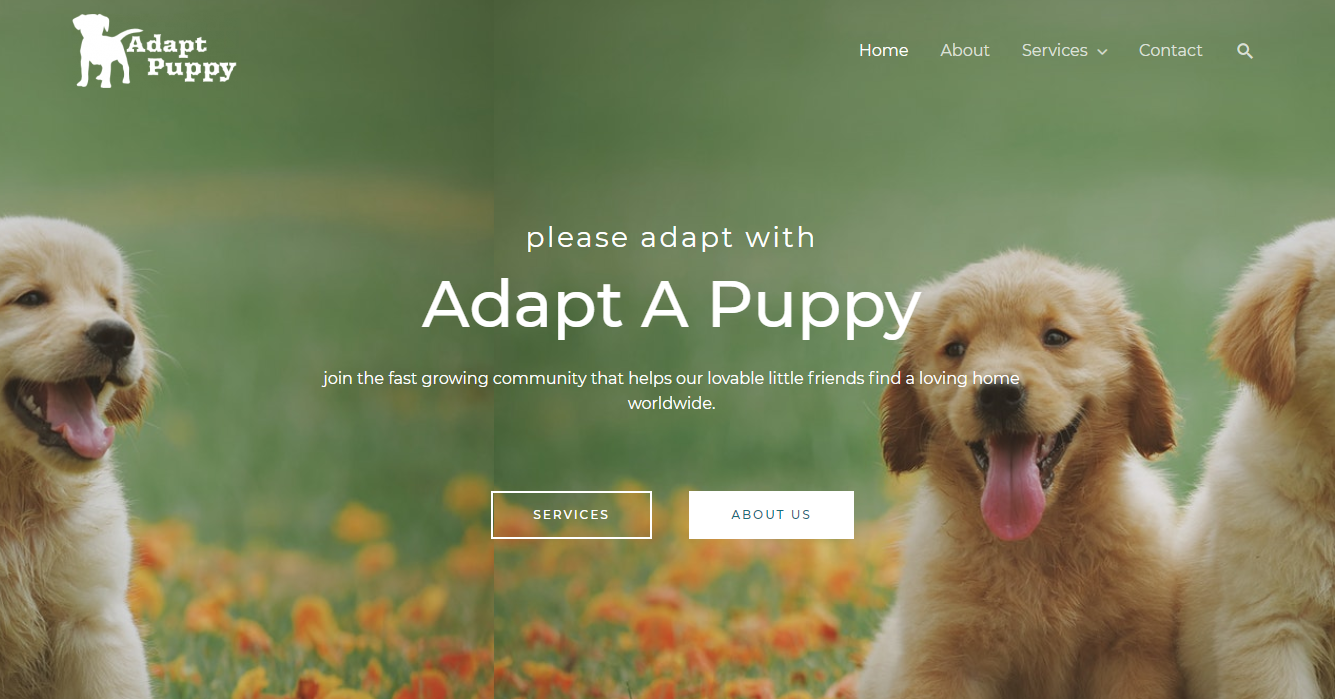 Adapt
Puppy
Home About Services Contact
please adapt with
Adapt A Puppy
join the fast growing community that helps our lovable little friends find a loving home
worldwide.
SERVICES ABOUT US